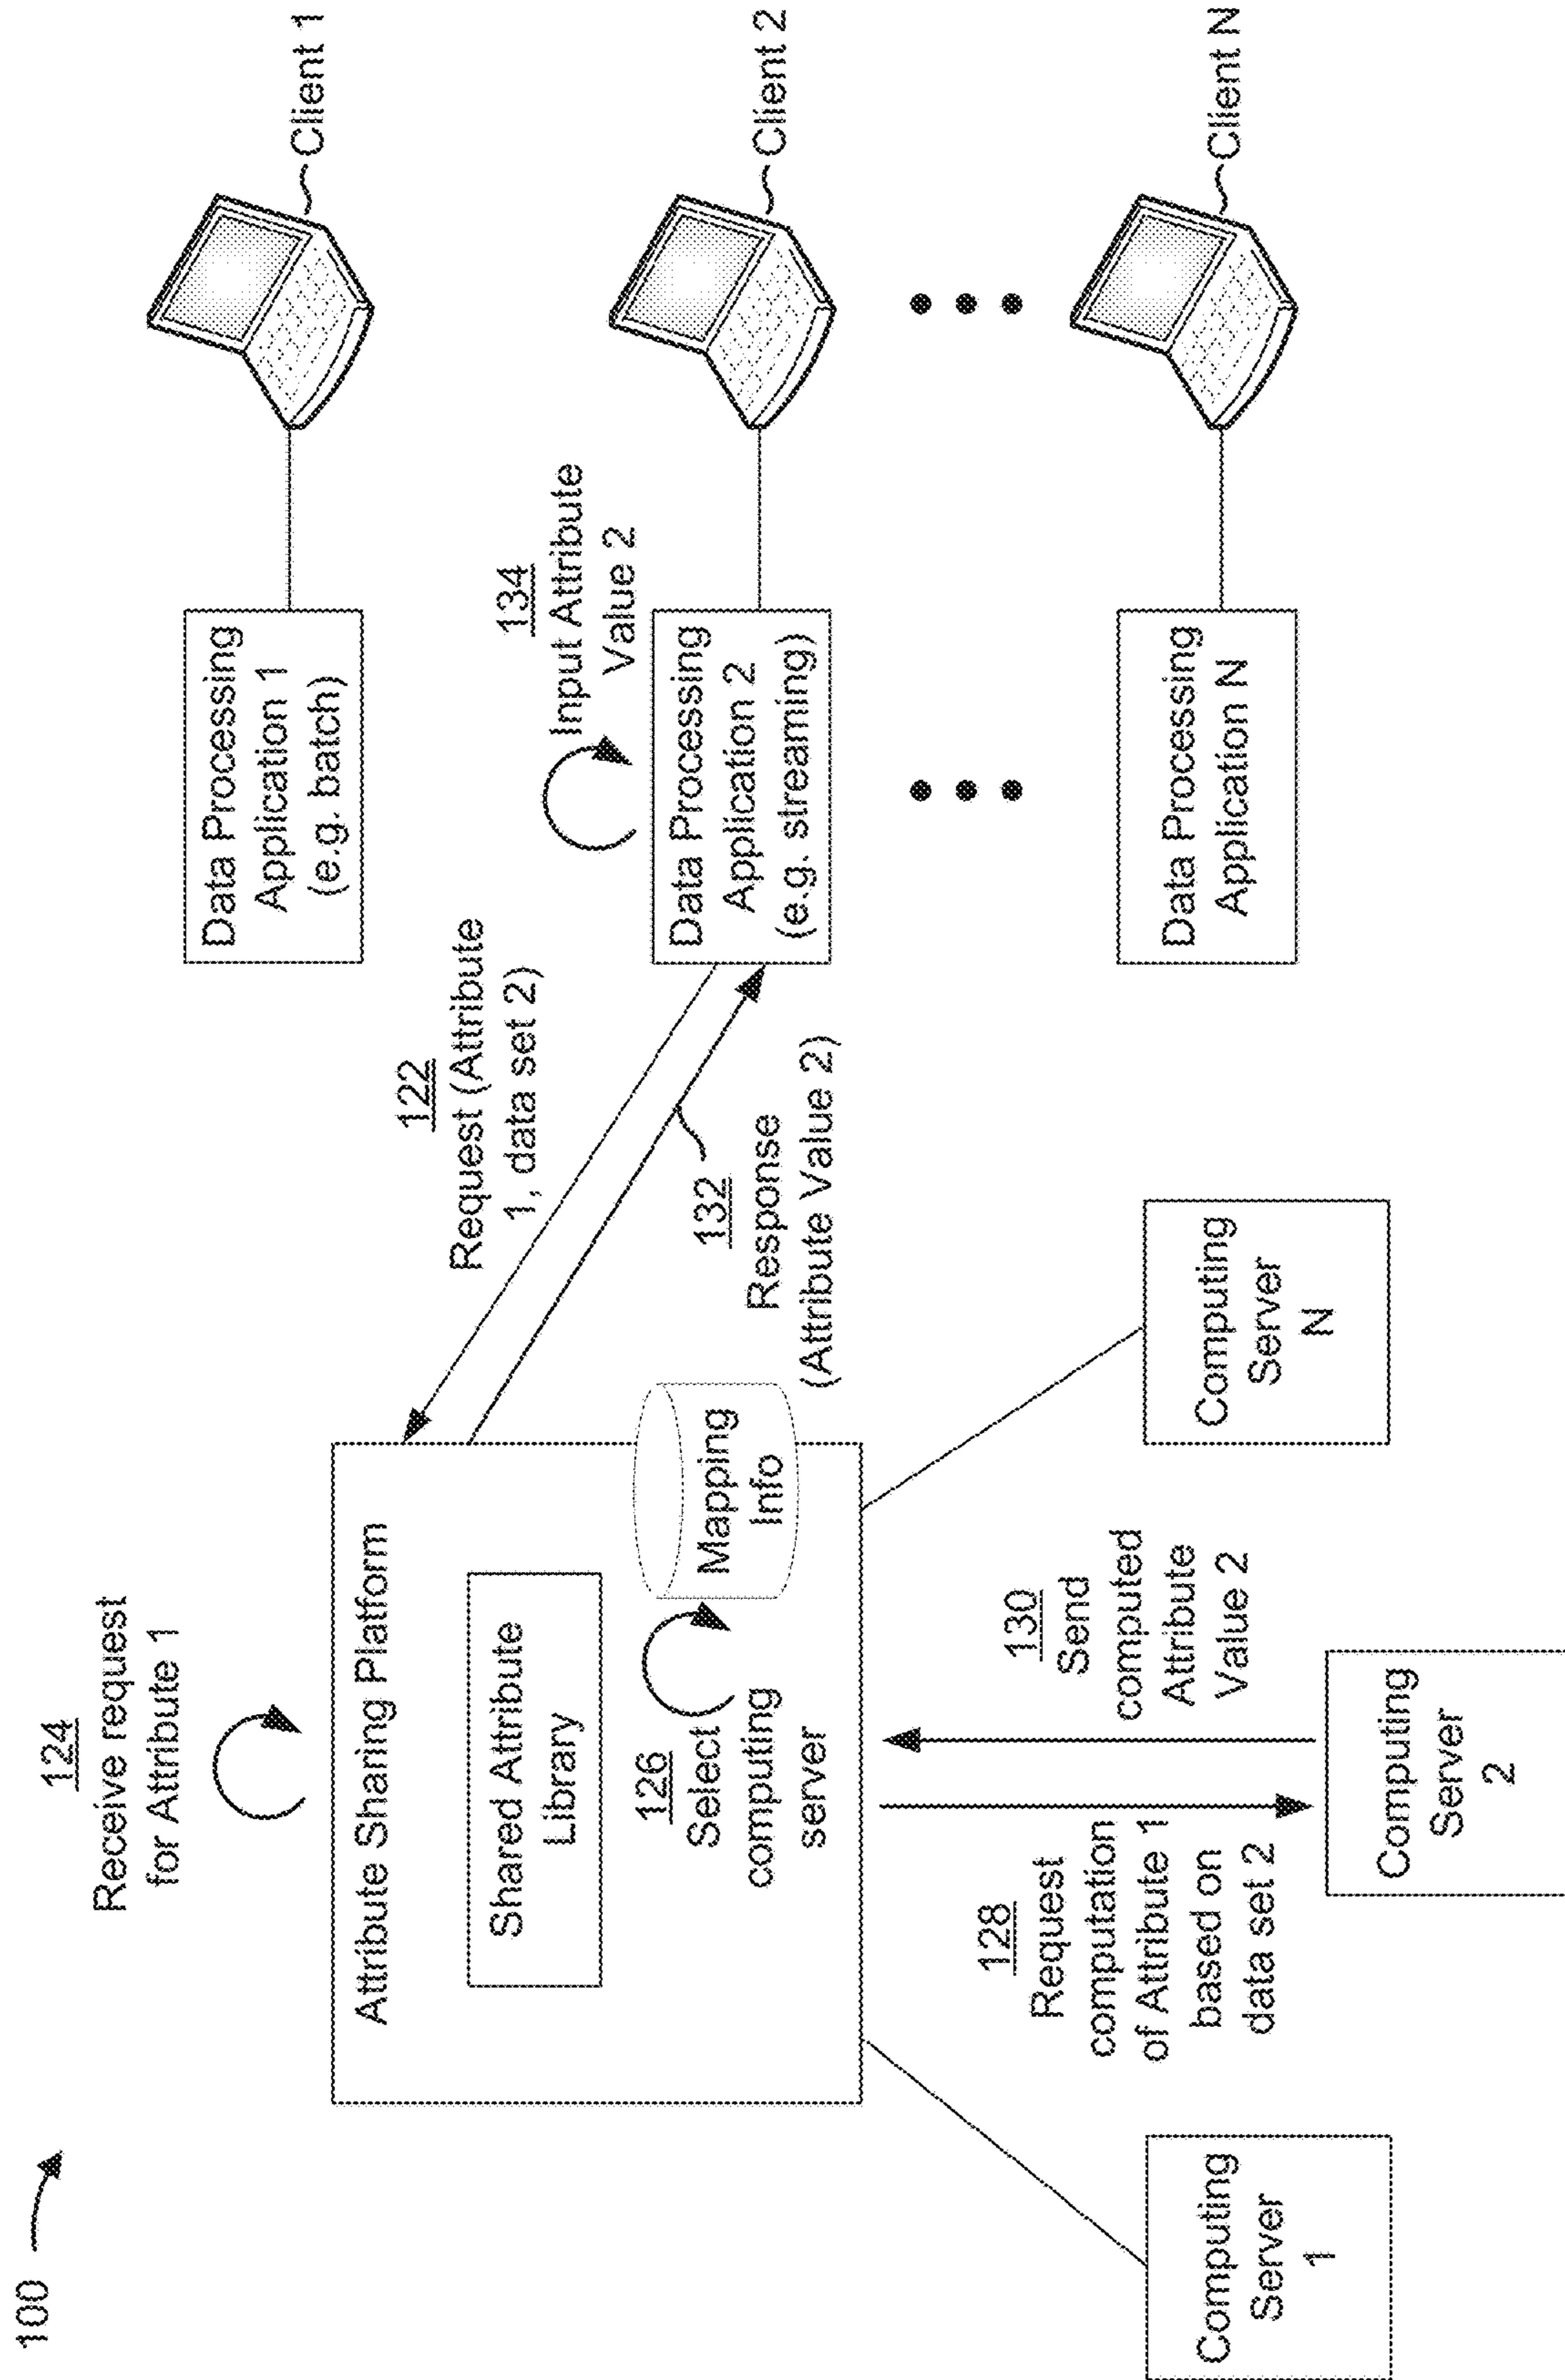 100
124
Receive request
for Attribute 1
Attribute Sharing Platform
Shared Attribute
Library
126
Select
computing
server
Mapping
Info
128
Request
computation
of Attribute 1
based on
data set 2
130
Send
computed
Attribute
Value 2
Computing
Server
1
Computing
Server
2
Computing
Server
N
122
Request (Attribute
1, data set 2)
132
Response
(Attribute Value 2)
Data Processing
Application 1
(e.g. batch)
134
Input Attribute
Value 2
Data Processing
Application 2
(e.g. streaming)
Data Processing
Application N
Client 1
Client 2
Client N